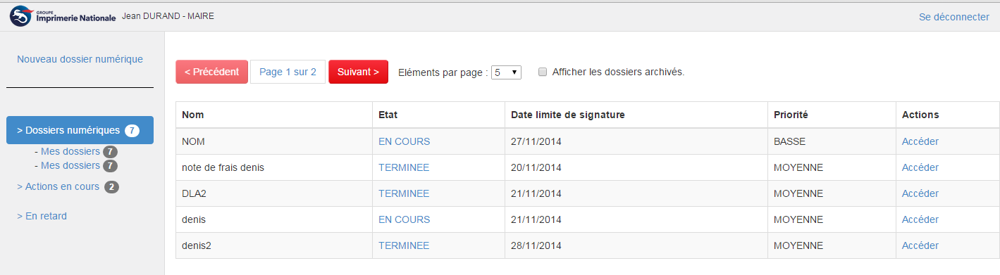 GROUPE
Imprimerie Nationale
Jean DURAND - MAIRE
Se déconnecter
Nouveau dossier numérique
> Dossiers numériques 7
- Mes dossiers 7
- Mes dossiers 7
> Actions en cours 2
> En retard
< Précédent Page 1 sur 2 Suivant > Eléments par page : 5 Afficher les dossiers archivés.
Nom Etat Date limite de signature Priorité Actions
NOM EN COURS 27/11/2014 BASSE Accéder
note de frais denis TERMINEE 20/11/2014 MOYENNE Accéder
DLA2 TERMINEE 21/11/2014 MOYENNE Accéder
denis EN COURS 21/11/2014 MOYENNE Accéder
denis2 TERMINEE 28/11/2014 MOYENNE Accéder